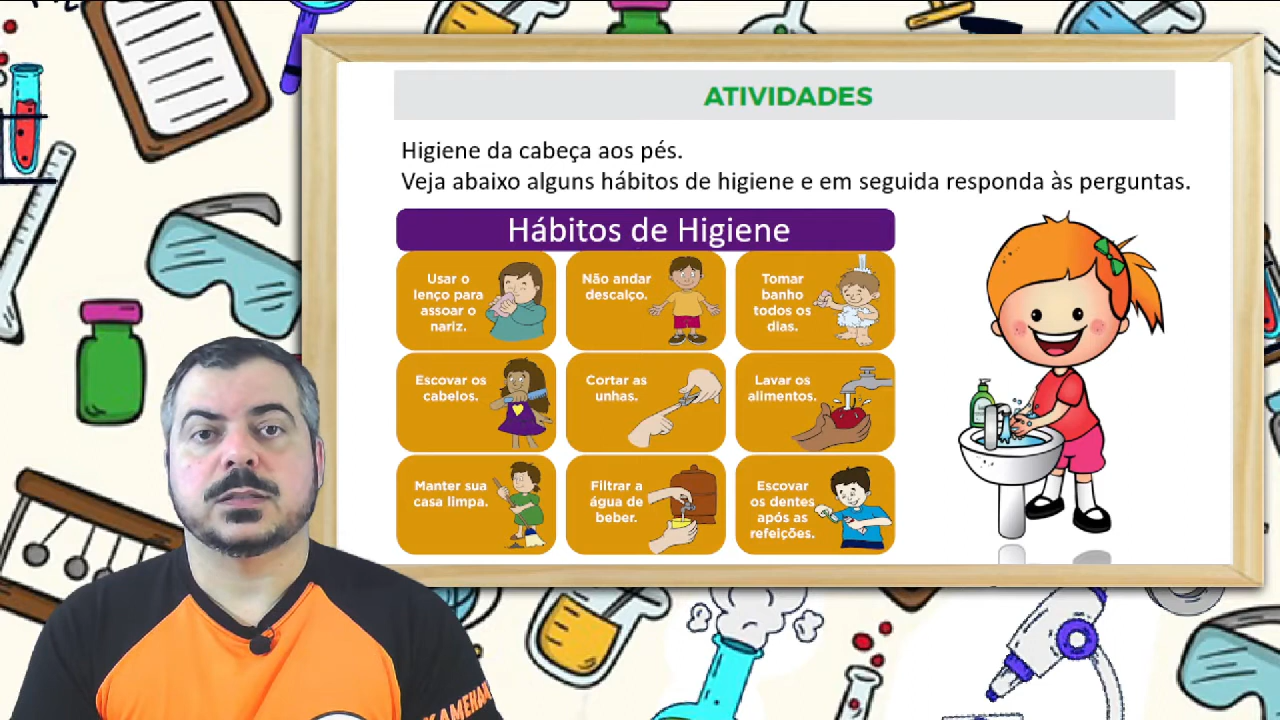 ATIVIDADES
Higiene da cabeça aos pés.
Veja abaixo alguns hábitos de higiene e em seguida responda às perguntas.
Hábitos de Higiene
Usar o
lenço para
assoar o
nariz.
Não andar
descalço.
Tomar
banho
todos os
dias.
Escovar os
cabelos.
Cortar as
unhas.
Lavar os
alimentos.
Manter sua
casa limpa.
Filtrar a
água de
beber.
Escovar
os dentes
após as
refeições.